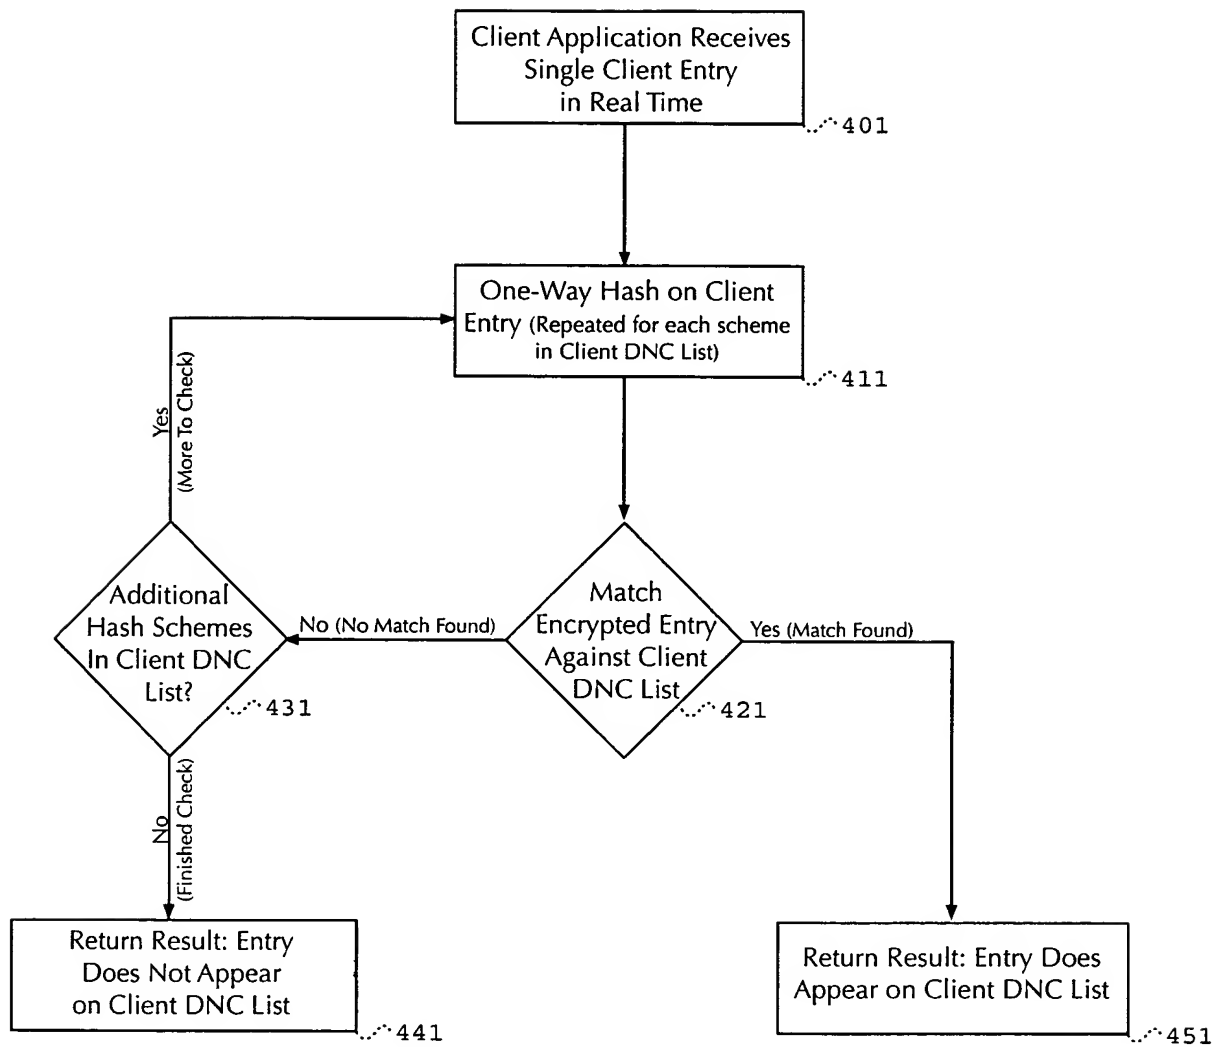 Client Application Receives
Single Client Entry
in Real Time
401
One-Way Hash on Client
Entry (Repeated for each scheme
in Client DNC List)
411
Yes
(More To Check)
Additional
Hash Schemes
In Client DNC
List?
431
No (No Match Found)
Match
Encrypted Entry
Against Client
DNC List
421
Yes (Match Found)
No
(Finished Check)
Return Result: Entry
Does Not Appear
on Client DNC List
441
Return Result: Entry Does
Appear on Client DNC List
451